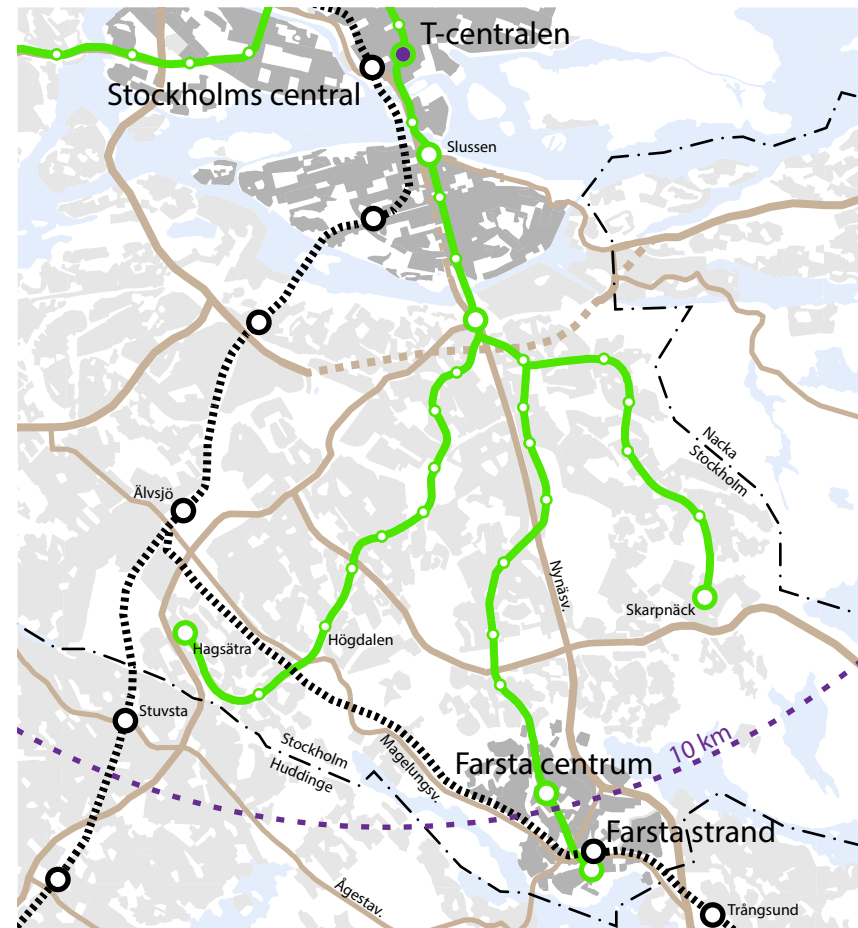 T-centralen
Stockholms central
Slussen
Nacka
Stockholm
Älvsjö
Nynäsv.
Skarpnäck
Högdalen
Hagsätra
Stuvsta
10 km
Stockholm
Huddinge
Magelungsv.
Farsta centrum
Farsta strand
Ågestav.
Trångsund